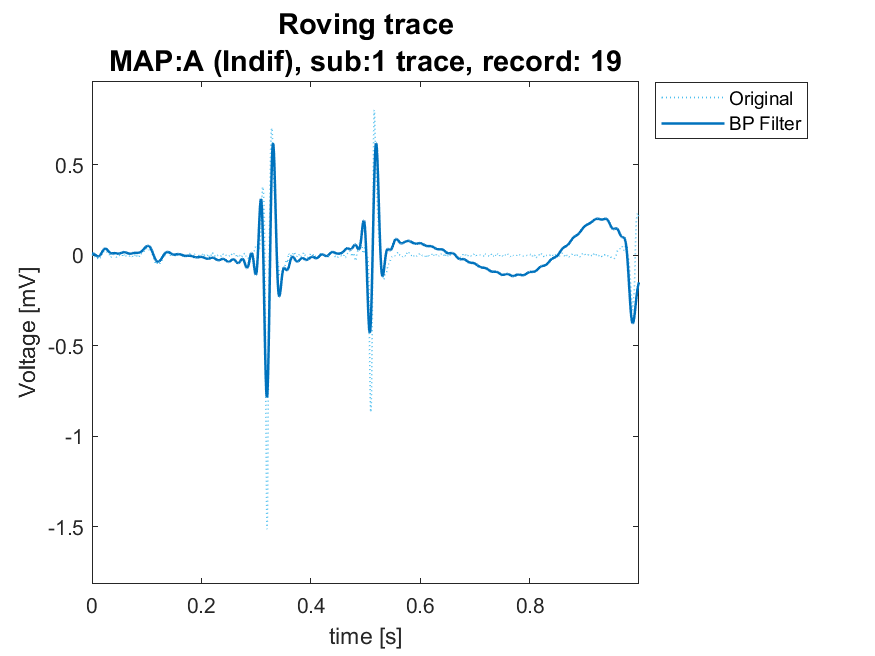 Roving trace
MAP:A (Indif), sub:1 trace, record: 19
Original
BP Filter
0.5
0
-0.5
-1
-1.5
Voltage [mV]
0
0.2
0.4
0.6
0.8
time [s]